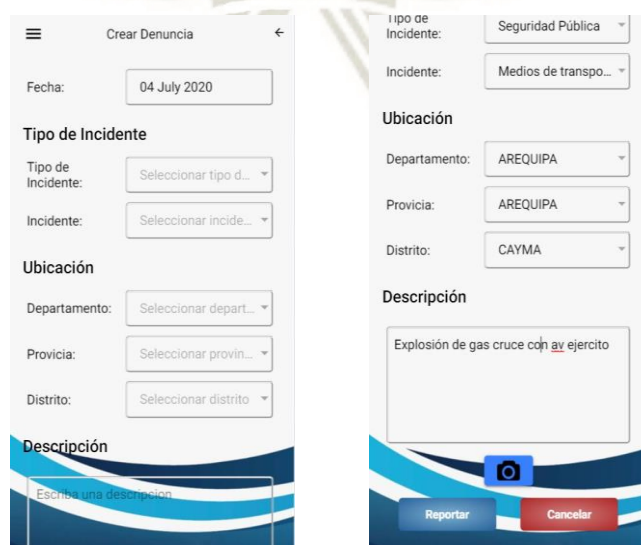 Crear Denuncia
Fecha: 04 July 2020
Tipo de Incidente
Tipo de
Incidente: Seleccionar tipo d...
Incidente: Seleccionar incide...
Ubicación
Departamento: Seleccionar depart...
Provicia: Seleccionar provin...
Distrito: Seleccionar distrito
Descripción
Escriba una descripcion
Tipo de
Incidente: Seguridad Pública
Incidente: Medios de transpo...
Ubicación
Departamento: AREQUIPA
Provicia: AREQUIPA
Distrito: CAYMA
Descripción
Explosión de gas cruce con av ejercito
Reportar Cancelar